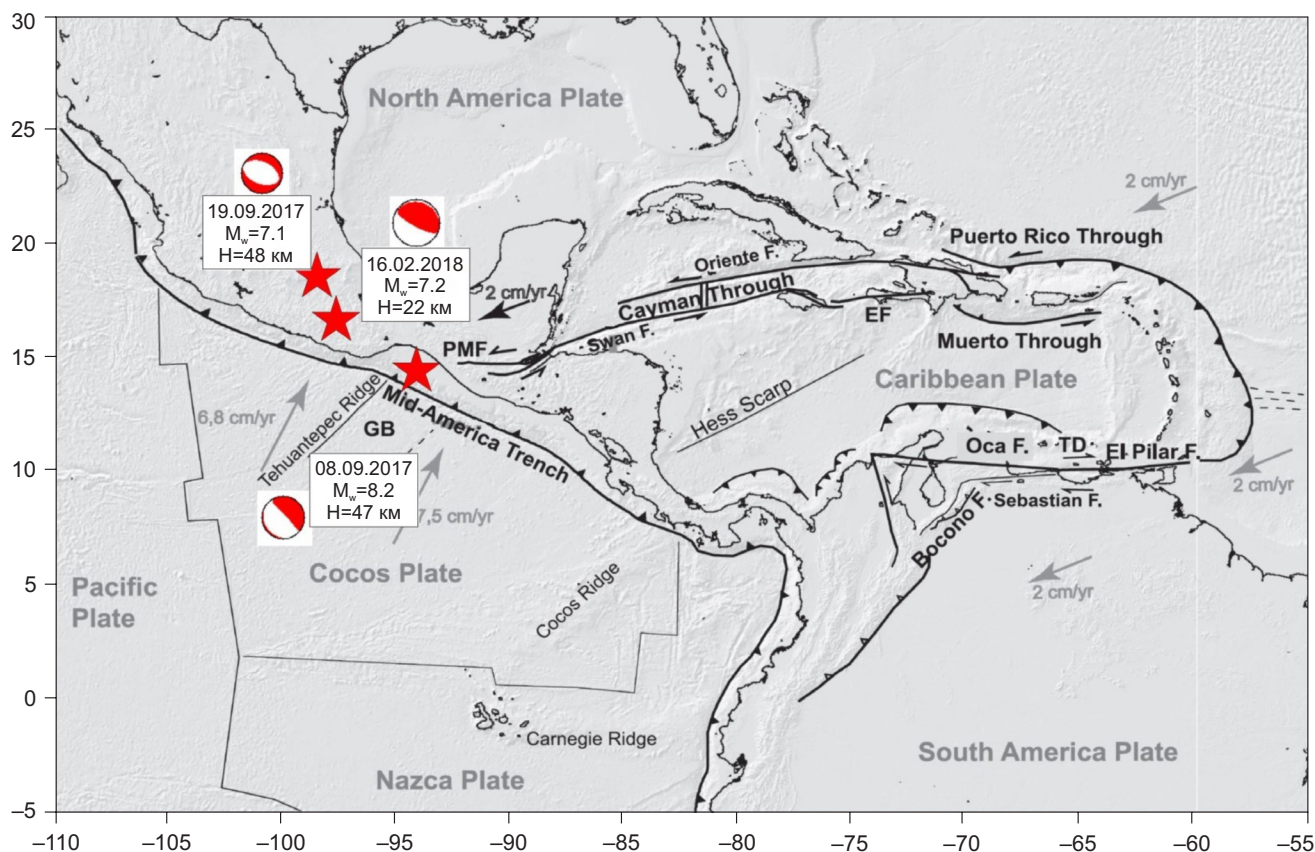 30
25
20
15
10
5
0
–5
–110
–105
–100
–95
–90
–85
–80
–75
–70
–65
–60
–55
North America Plate
19.09.2017
Mw=7.1
H=48 км
16.02.2018
Mw=7.2
H=22 км
2 cm/yr
2 cm/yr
Puerto Rico Through
Oriente F.
Cayman Through
Swan F.
EF
Muerto Through
PMF
Caribbean Plate
Hess Scarp
6,8 cm/yr
Tehuantepec Ridge
Mid-America Trench
GB
08.09.2017
Mw=8.2
H=47 км
7,5 cm/yr
Oca F.
TD
El Pilar F.
Sebastian F.
Bocono F.
2 cm/yr
2 cm/yr
Pacific
Plate
Cocos Plate
Cocos Ridge
Carnegie Ridge
Nazca Plate
South America Plate